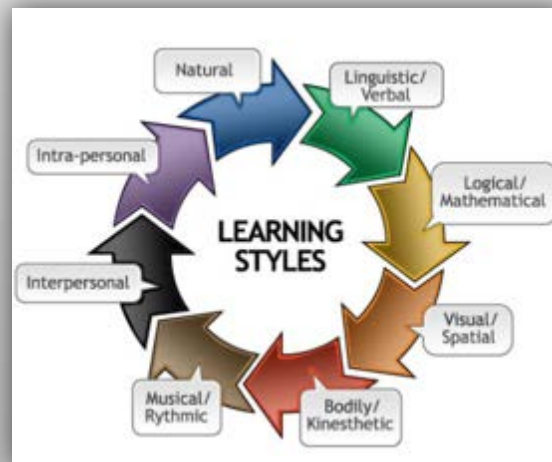 Natural
Linguistic/
Verbal
Intra-personal
Logical/
Mathematical
LEARNING
STYLES
Interpersonal
Visual/
Spatial
Musical/
Rythmic
Bodily/
Kinesthetic